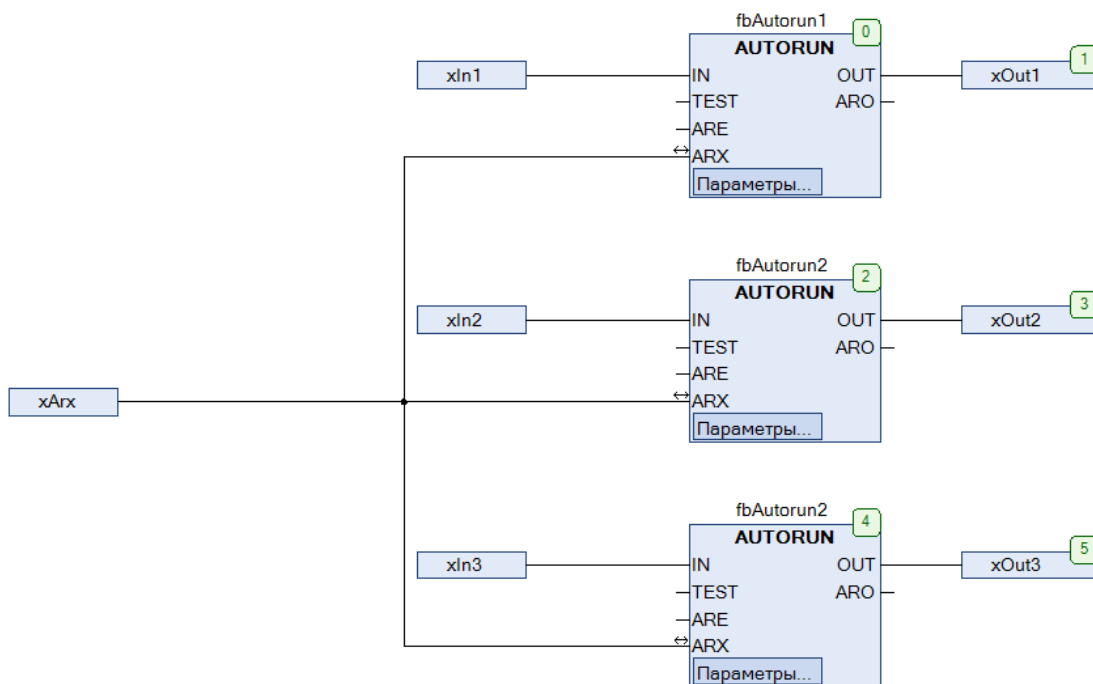 fbAutorun1
0
AUTORUN
xIn1
IN
OUT
xOut1
1
TEST
ARO
ARE
ARX
Параметры...
fbAutorun2
2
AUTORUN
xIn2
IN
OUT
xOut2
3
TEST
ARO
ARE
xArx
ARX
Параметры...
fbAutorun2
4
AUTORUN
xIn3
IN
OUT
xOut3
5
TEST
ARO
ARE
ARX
Параметры...